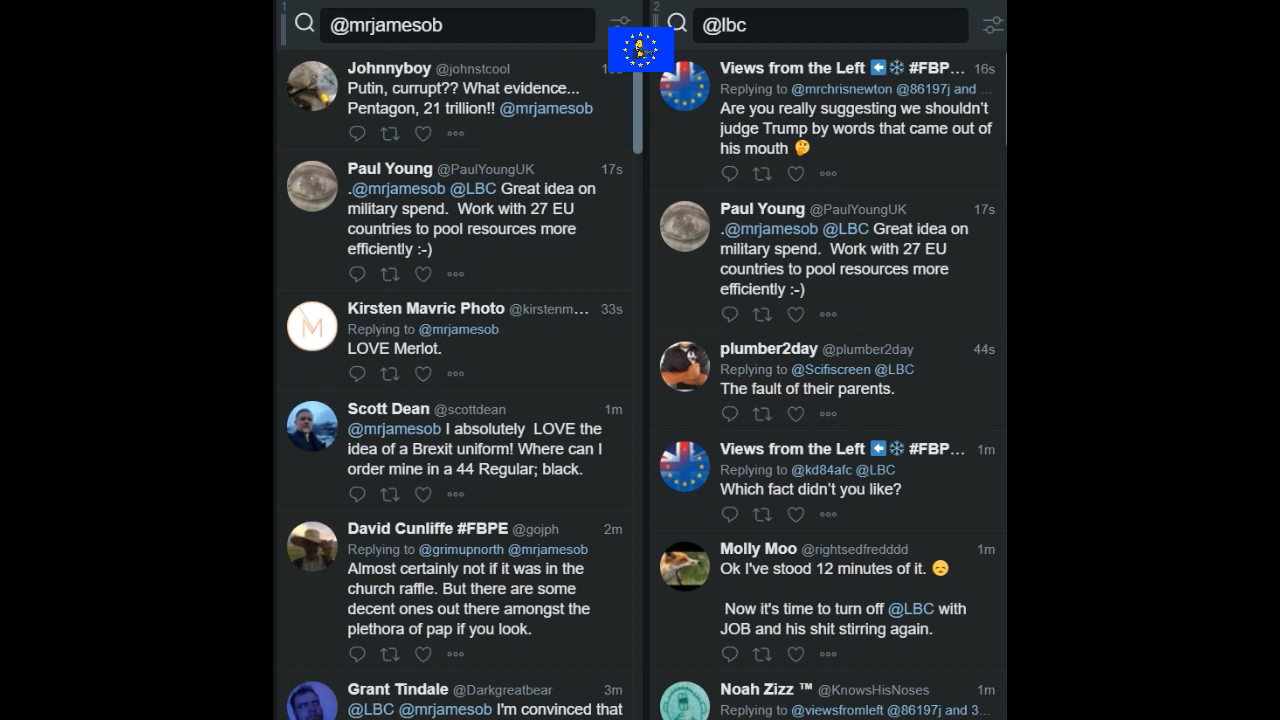 1
@mrjamesob
Johnnyboy @johnstcool
Putin, currupt?? What evidence...
Pentagon, 21 trillion!! @mrjamesob
Paul Young @PaulYoungUK 17s
.@mrjamesob @LBC Great idea on
military spend. Work with 27 EU
countries to pool resources more
efficiently :-)
Kirsten Mavric Photo @kirstenm... 33s
Replying to @mrjamesob
LOVE Merlot.
Scott Dean @scottdean 1m
@mrjamesob I absolutely LOVE the
idea of a Brexit uniform! Where can I
order mine in a 44 Regular; black.
David Cunliffe #FBPE @gojph 2m
Replying to @grimupnorth @mrjamesob
Almost certainly not if it was in the
church raffle. But there are some
decent ones out there amongst the
plethora of pap if you look.
Grant Tindale @Darkgreatbear 3m
@LBC @mrjamesob I'm convinced that
2
@lbc
Views from the Left ⬅️❄️ #FBP... 16s
Replying to @mrchrisnewton @86197j and ...
Are you really suggesting we shouldn't
judge Trump by words that came out of
his mouth 🤔
Paul Young @PaulYoungUK 17s
.@mrjamesob @LBC Great idea on
military spend. Work with 27 EU
countries to pool resources more
efficiently :-)
plumber2day @plumber2day 44s
Replying to @Scifiscreen @LBC
The fault of their parents.
Views from the Left ⬅️❄️ #FBP... 1m
Replying to @kd84afc @LBC
Which fact didn't you like?
Molly Moo @rightsedfredddd 1m
Ok I've stood 12 minutes of it. 😞
Now it's time to turn off @LBC with
JOB and his shit stirring again.
Noah Zizz ™ @KnowsHisNoses 1m
Replying to @viewsfromleft @86197j and 3...